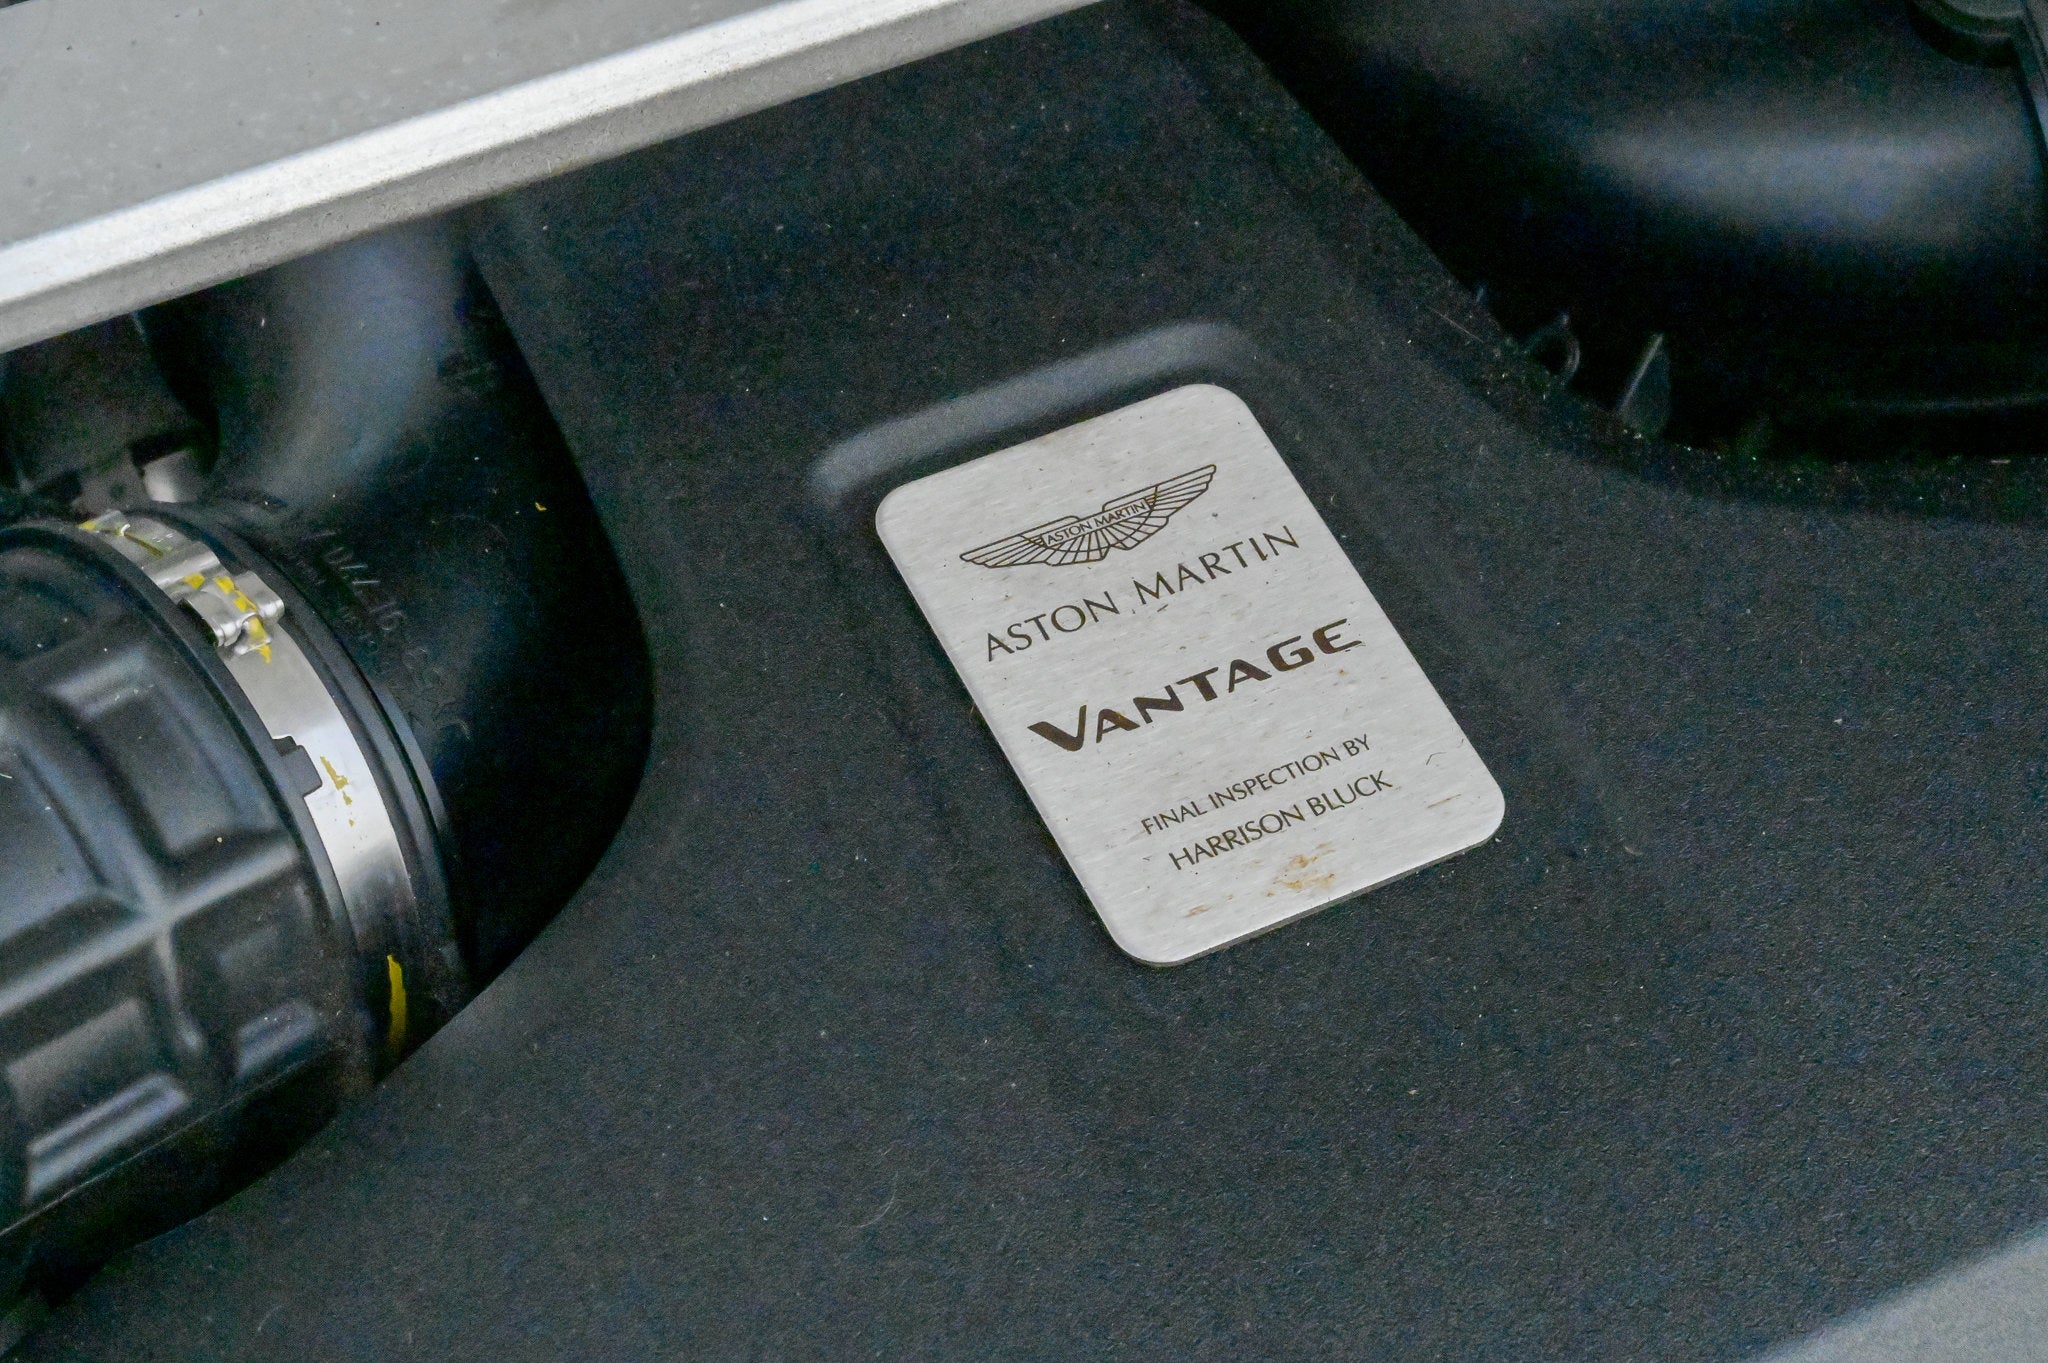 ASTON MARTIN
ASTON MARTIN
VANTAGE
FINAL INSPECTION BY
HARRISON BLUCK